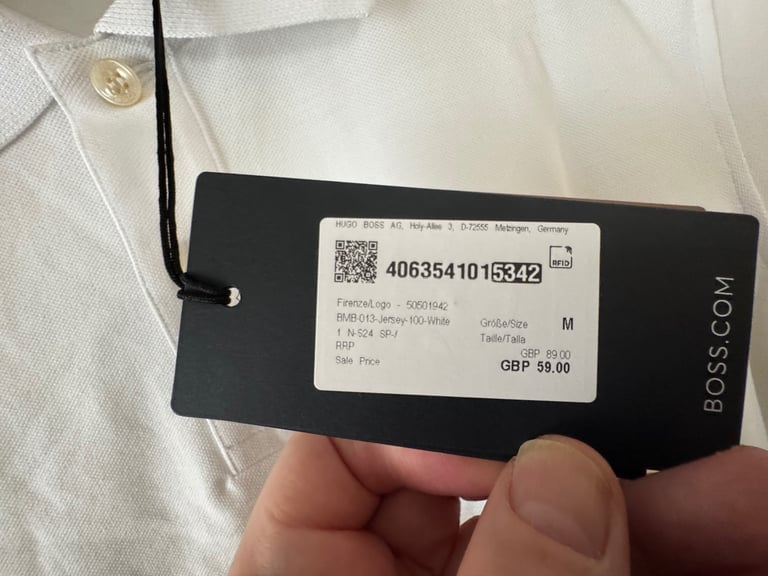 HUGO BOSS AG, Holy-Allee 3, D-72555 Metzingen, Germany
RFID
4063541015342
Firenze/Logo - 50501942
BMB-013-Jersey-100-White
1 N-S24 SP-/
Größe/Size M
Taille/Talla
RRP GBP 89.00
Sale Price GBP 59.00
BOSS.COM